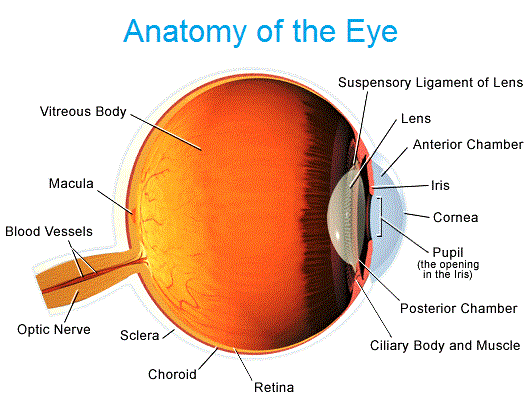 Anatomy of the Eye
Suspensory Ligament of Lens
Vitreous Body
Lens
Anterior Chamber
Macula
Iris
Cornea
Blood Vessels
Pupil
(the opening
in the Iris)
Posterior Chamber
Optic Nerve
Sclera
Ciliary Body and Muscle
Choroid
Retina